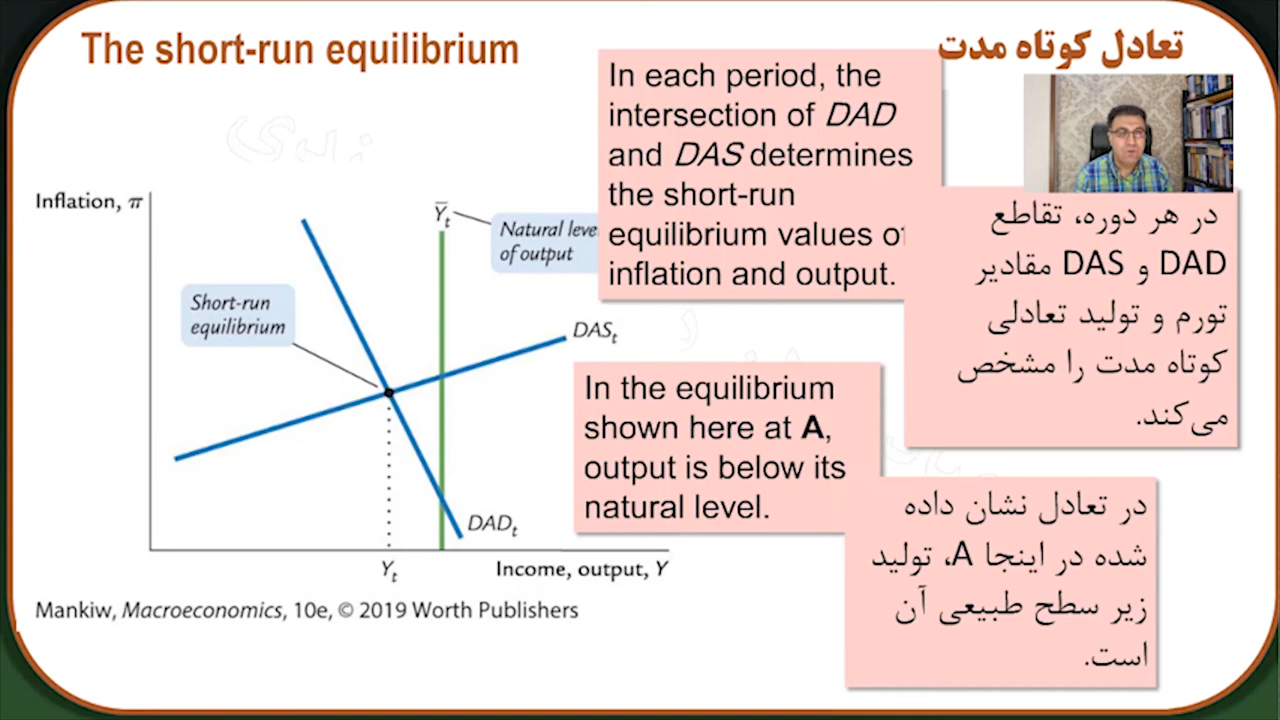 The short-run equilibrium
تعادل کوتاه مدت
In each period, the
intersection of DAD
and DAS determines
the short-run
equilibrium values of
inflation and output.
در هر دوره، تقاطع
DAD و DAS مقادیر
تورم و تولید تعادلی
کوتاه مدت را مشخص
می‌کند.
Inflation, π
Ȳt
Natural leve
of output
Short-run
equilibrium
DASt
DADt
Yt
Income, output, Y
In the equilibrium
shown here at A,
output is below its
natural level.
در تعادل نشان داده
شده در اینجا A، تولید
زیر سطح طبیعی آن
است.
Mankiw, Macroeconomics, 10e, © 2019 Worth Publishers